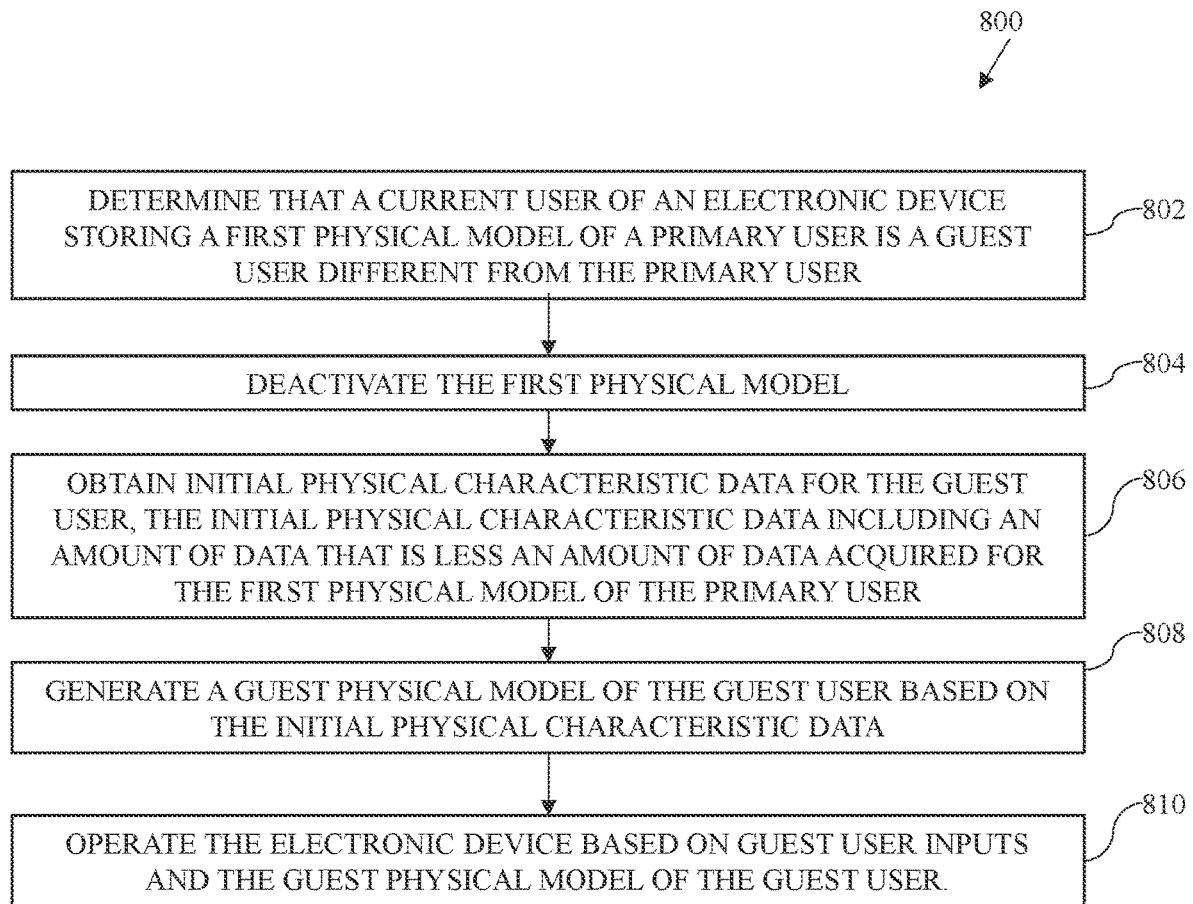 800
DETERMINE THAT A CURRENT USER OF AN ELECTRONIC DEVICE
STORING A FIRST PHYSICAL MODEL OF A PRIMARY USER IS A GUEST
USER DIFFERENT FROM THE PRIMARY USER
802
DEACTIVATE THE FIRST PHYSICAL MODEL
804
OBTAIN INITIAL PHYSICAL CHARACTERISTIC DATA FOR THE GUEST
USER, THE INITIAL PHYSICAL CHARACTERISTIC DATA INCLUDING AN
AMOUNT OF DATA THAT IS LESS AN AMOUNT OF DATA ACQUIRED FOR
THE FIRST PHYSICAL MODEL OF THE PRIMARY USER
806
GENERATE A GUEST PHYSICAL MODEL OF THE GUEST USER BASED ON
THE INITIAL PHYSICAL CHARACTERISTIC DATA
808
OPERATE THE ELECTRONIC DEVICE BASED ON GUEST USER INPUTS
AND THE GUEST PHYSICAL MODEL OF THE GUEST USER.
810